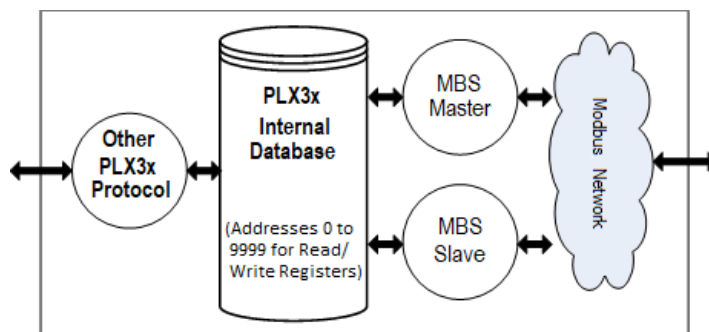 Other
PLX3x
Protocol
PLX3x
Internal
Database
(Addresses 0 to
9999 for Read/
Write Registers)
MBS
Master
MBS
Slave
Modbus Network